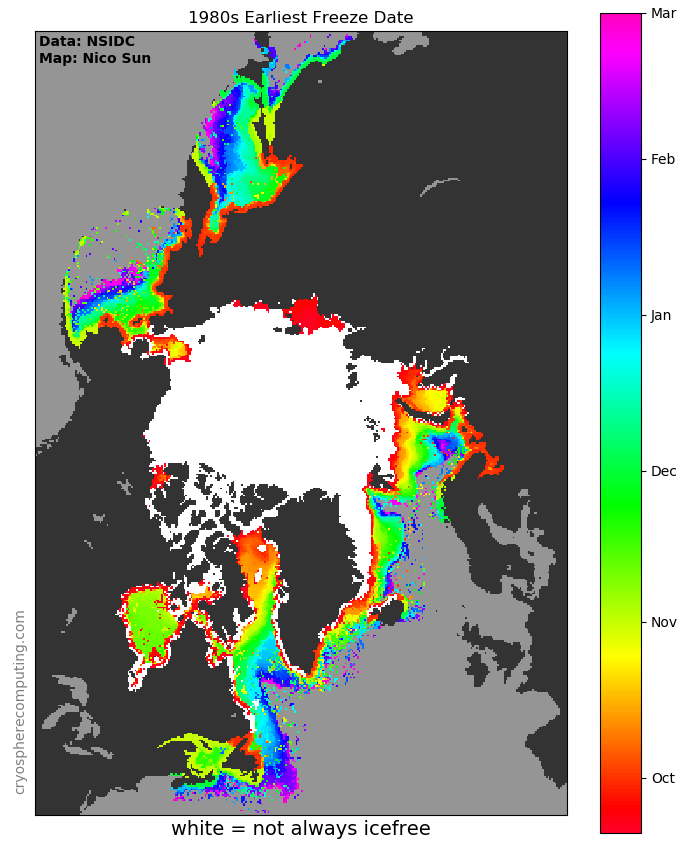 1980s Earliest Freeze Date
Data: NSIDC
Map: Nico Sun
Mar
Feb
Jan
Dec
Nov
Oct
cryospherecomputing.com
white = not always icefree